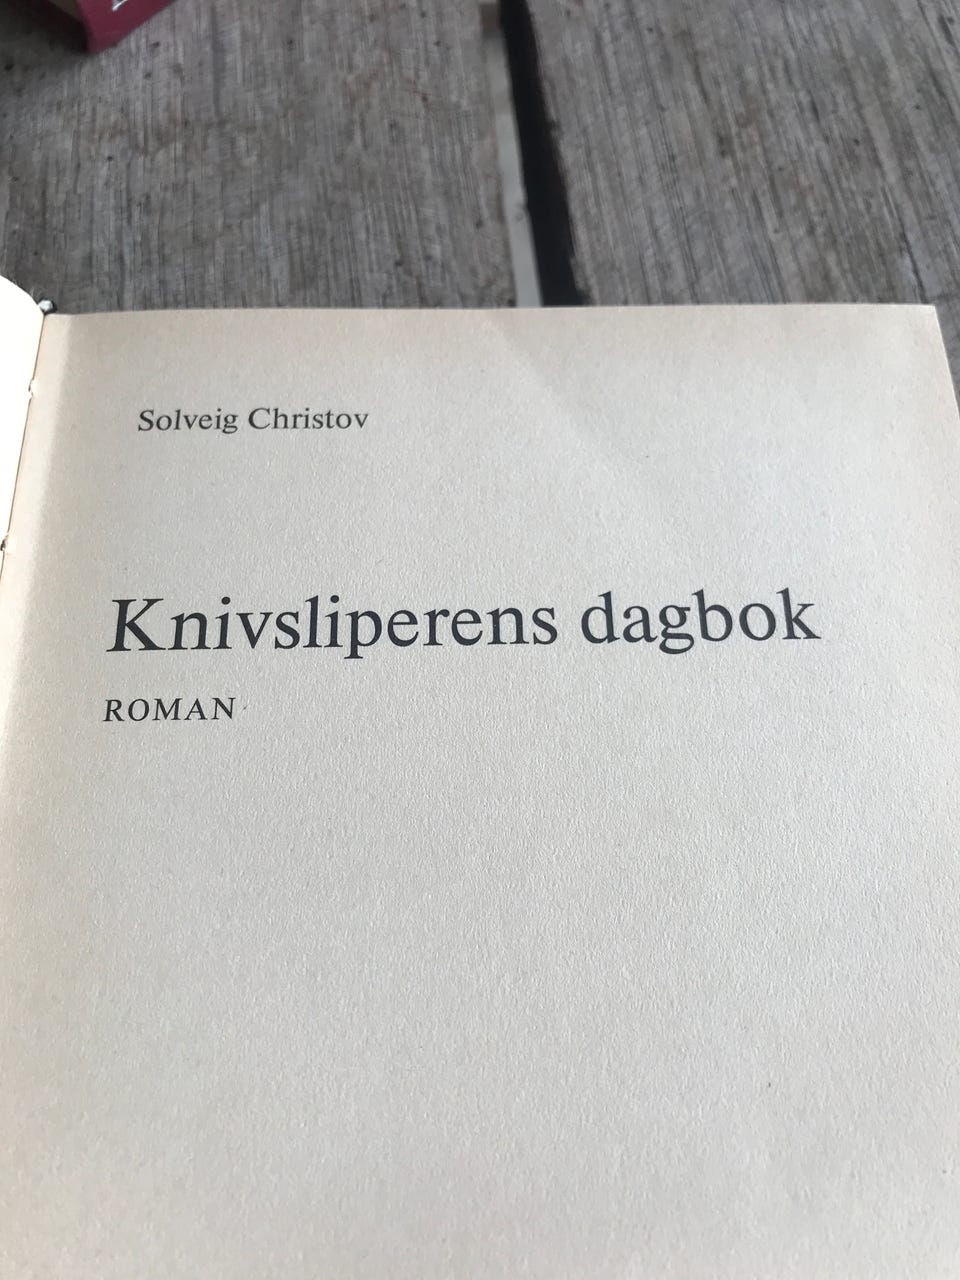 Solveig Christov
Knivsliperens dagbok
ROMAN